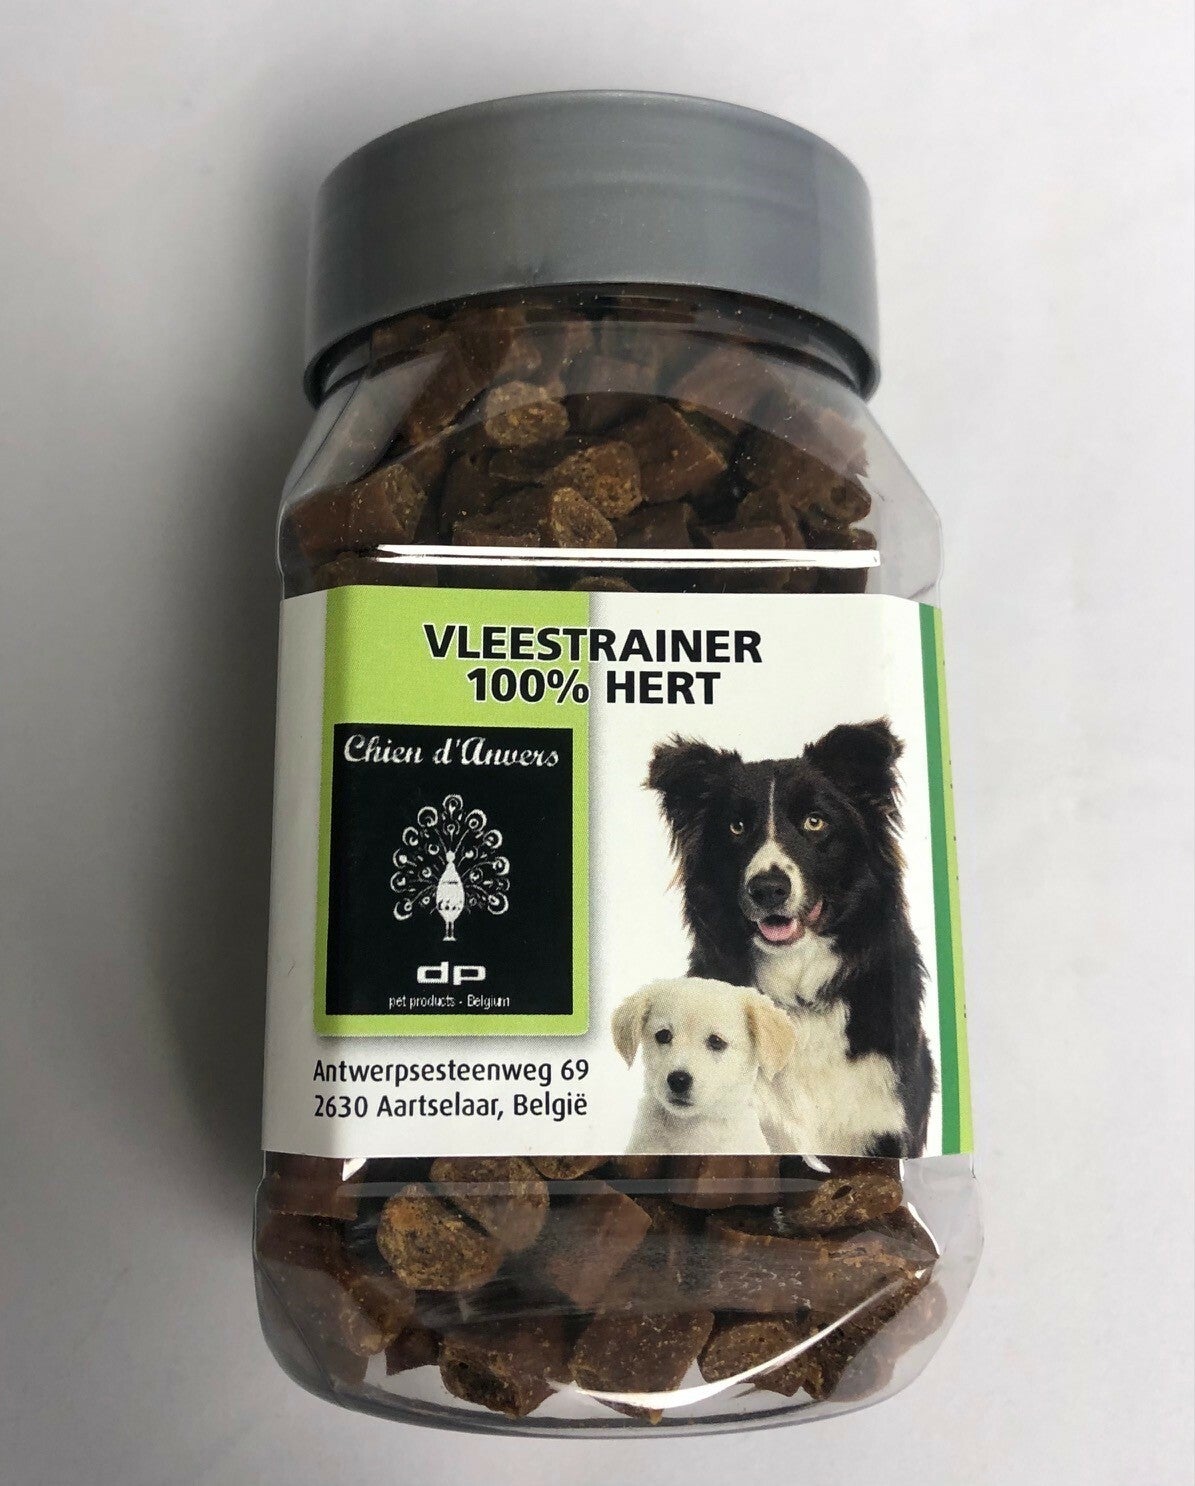 VLEESTRAINER
100% HERT
Chien d'Anvers
dp
pet products - Belgium
Antwerpsesteenweg 69
2630 Aartselaar, België